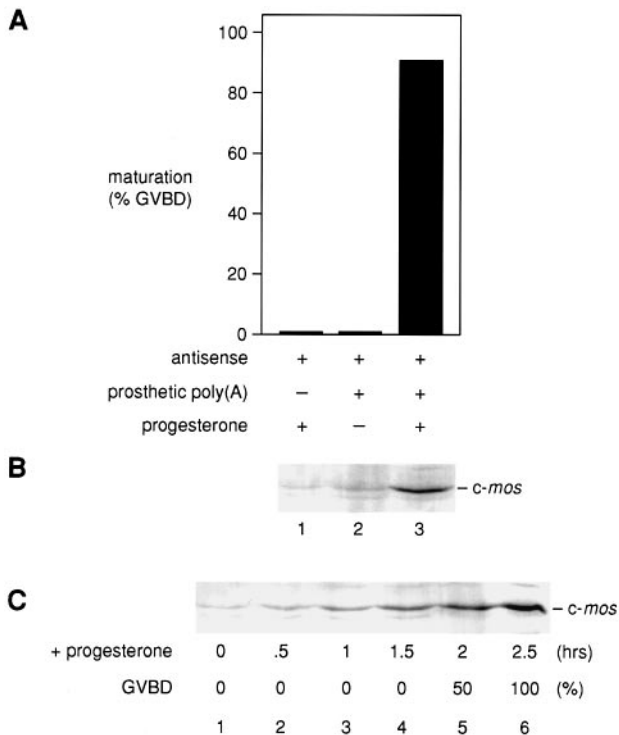 A
100
80
maturation
(% GVBD)
60
40
20
0
antisense + + +
prosthetic poly(A) − + +
progesterone + − +
B
– c-mos
1 2 3
C
– c-mos
+ progesterone 0 .5 1 1.5 2 2.5 (hrs)
GVBD 0 0 0 0 50 100 (%)
1 2 3 4 5 6